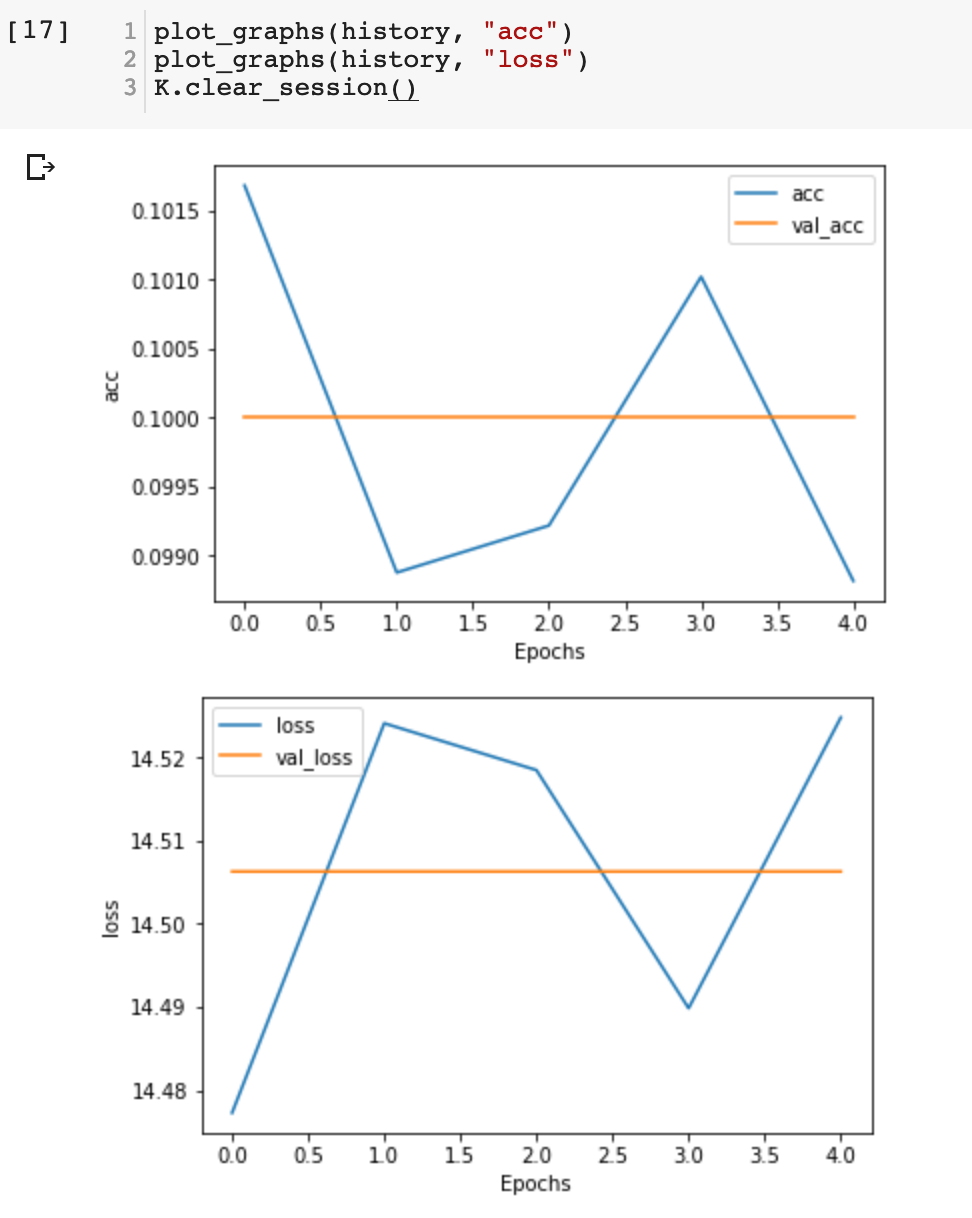 [17]
1 plot_graphs(history, "acc")
2 plot_graphs(history, "loss")
3 K.clear_session()
acc
val_acc
0.1015
0.1010
0.1005
0.1000
0.0995
0.0990
acc
0.0 0.5 1.0 1.5 2.0 2.5 3.0 3.5 4.0
Epochs
loss
val_loss
14.52
14.51
14.50
14.49
14.48
loss
0.0 0.5 1.0 1.5 2.0 2.5 3.0 3.5 4.0
Epochs